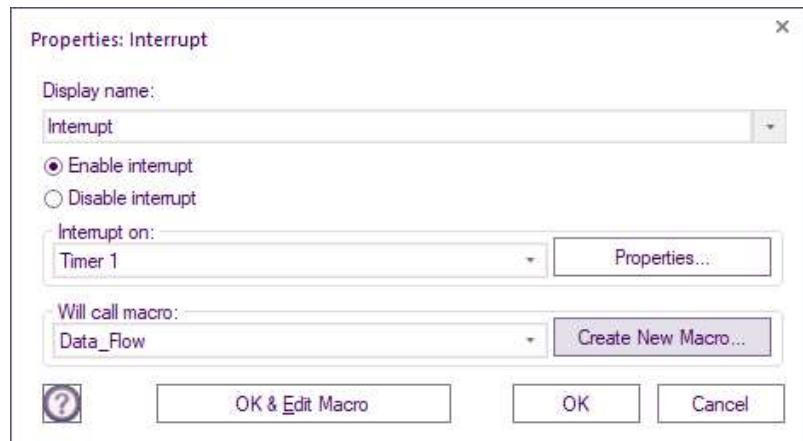 Properties: Interrupt
Display name:
Interrupt
Enable interrupt
Disable interrupt
Interrupt on:
Timer 1
Properties...
Will call macro:
Data_Flow
Create New Macro...
?
OK & Edit Macro
OK
Cancel